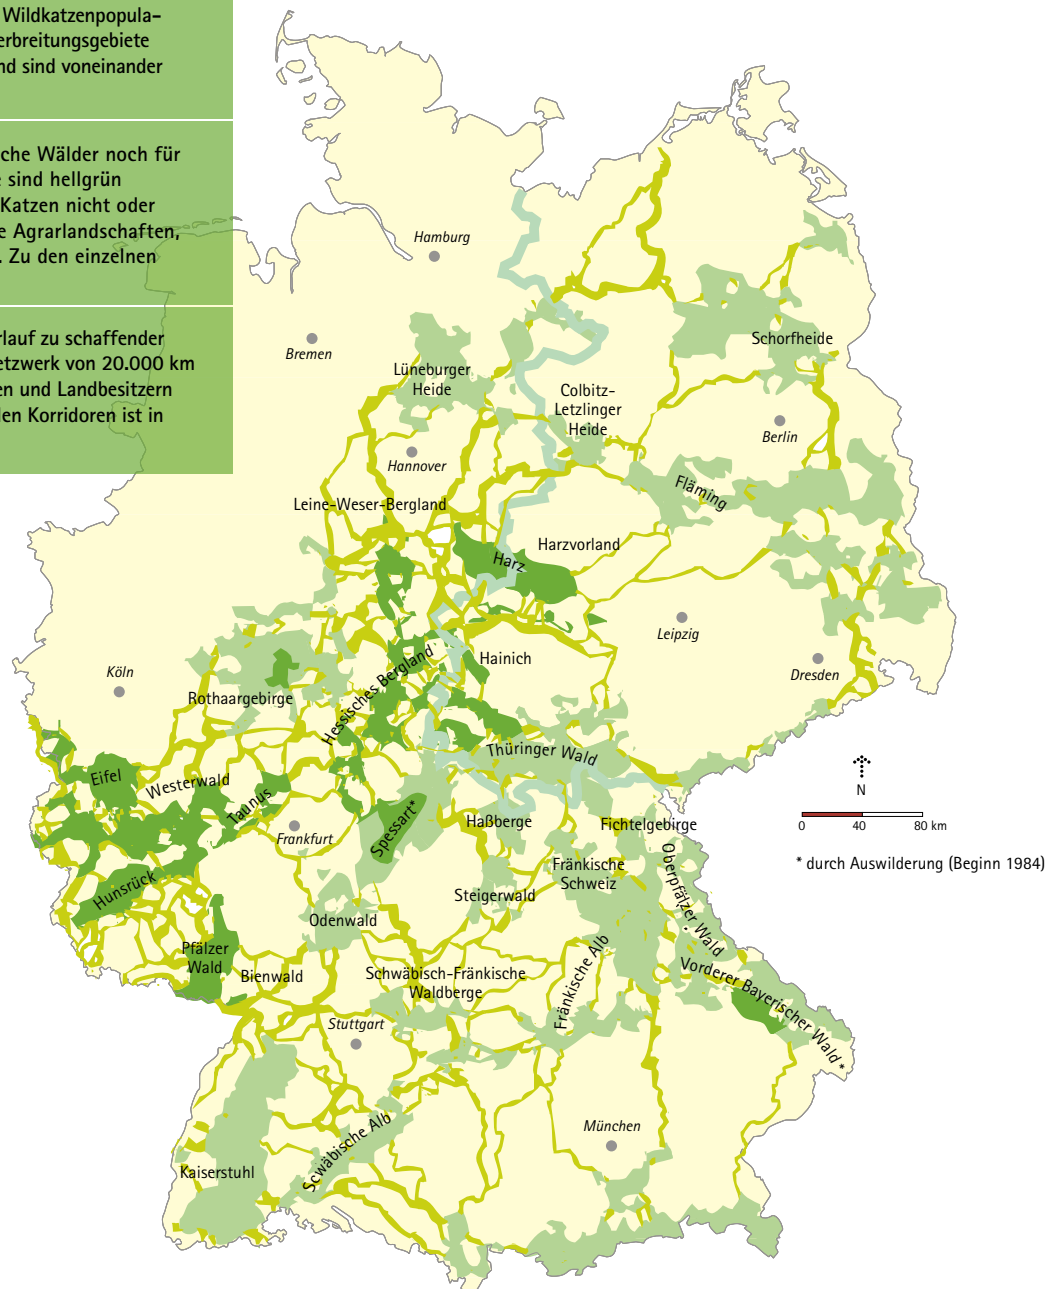 Wildkatzenpopula-
erbreitungsgebiete
nd sind voneinander
che Wälder noch für
e sind hellgrün
Katzen nicht oder
e Agrarlandschaften,
. Zu den einzelnen
rlauf zu schaffender
etzwerk von 20.000 km
en und Landbesitzern
den Korridoren ist in
Hamburg
Bremen
Schorfheide
Lüneburger
Heide
Colbitz-
Letzlinger
Heide
Berlin
Hannover
Fläming
Leine-Weser-Bergland
Harzvorland
Harz
Leipzig
Hainich
Dresden
Köln
Rothaargebirge
Hessisches Bergland
Thüringer Wald
Eifel
Westerwald
Taunus
N
0 40 80 km
Frankfurt
Spessart*
Haßberge
Fichtelgebirge
* durch Auswilderung (Beginn 1984)
Hunsrück
Fränkische
Schweiz
Oberpfälzer Wald
Steigerwald
Odenwald
Pfälzer
Wald
Bienwald
Schwäbisch-Fränkische
Waldberge
Fränkische Alb
Vorderer Bayerischer Wald*
Stuttgart
München
Scwäbische Alb
Kaiserstuhl